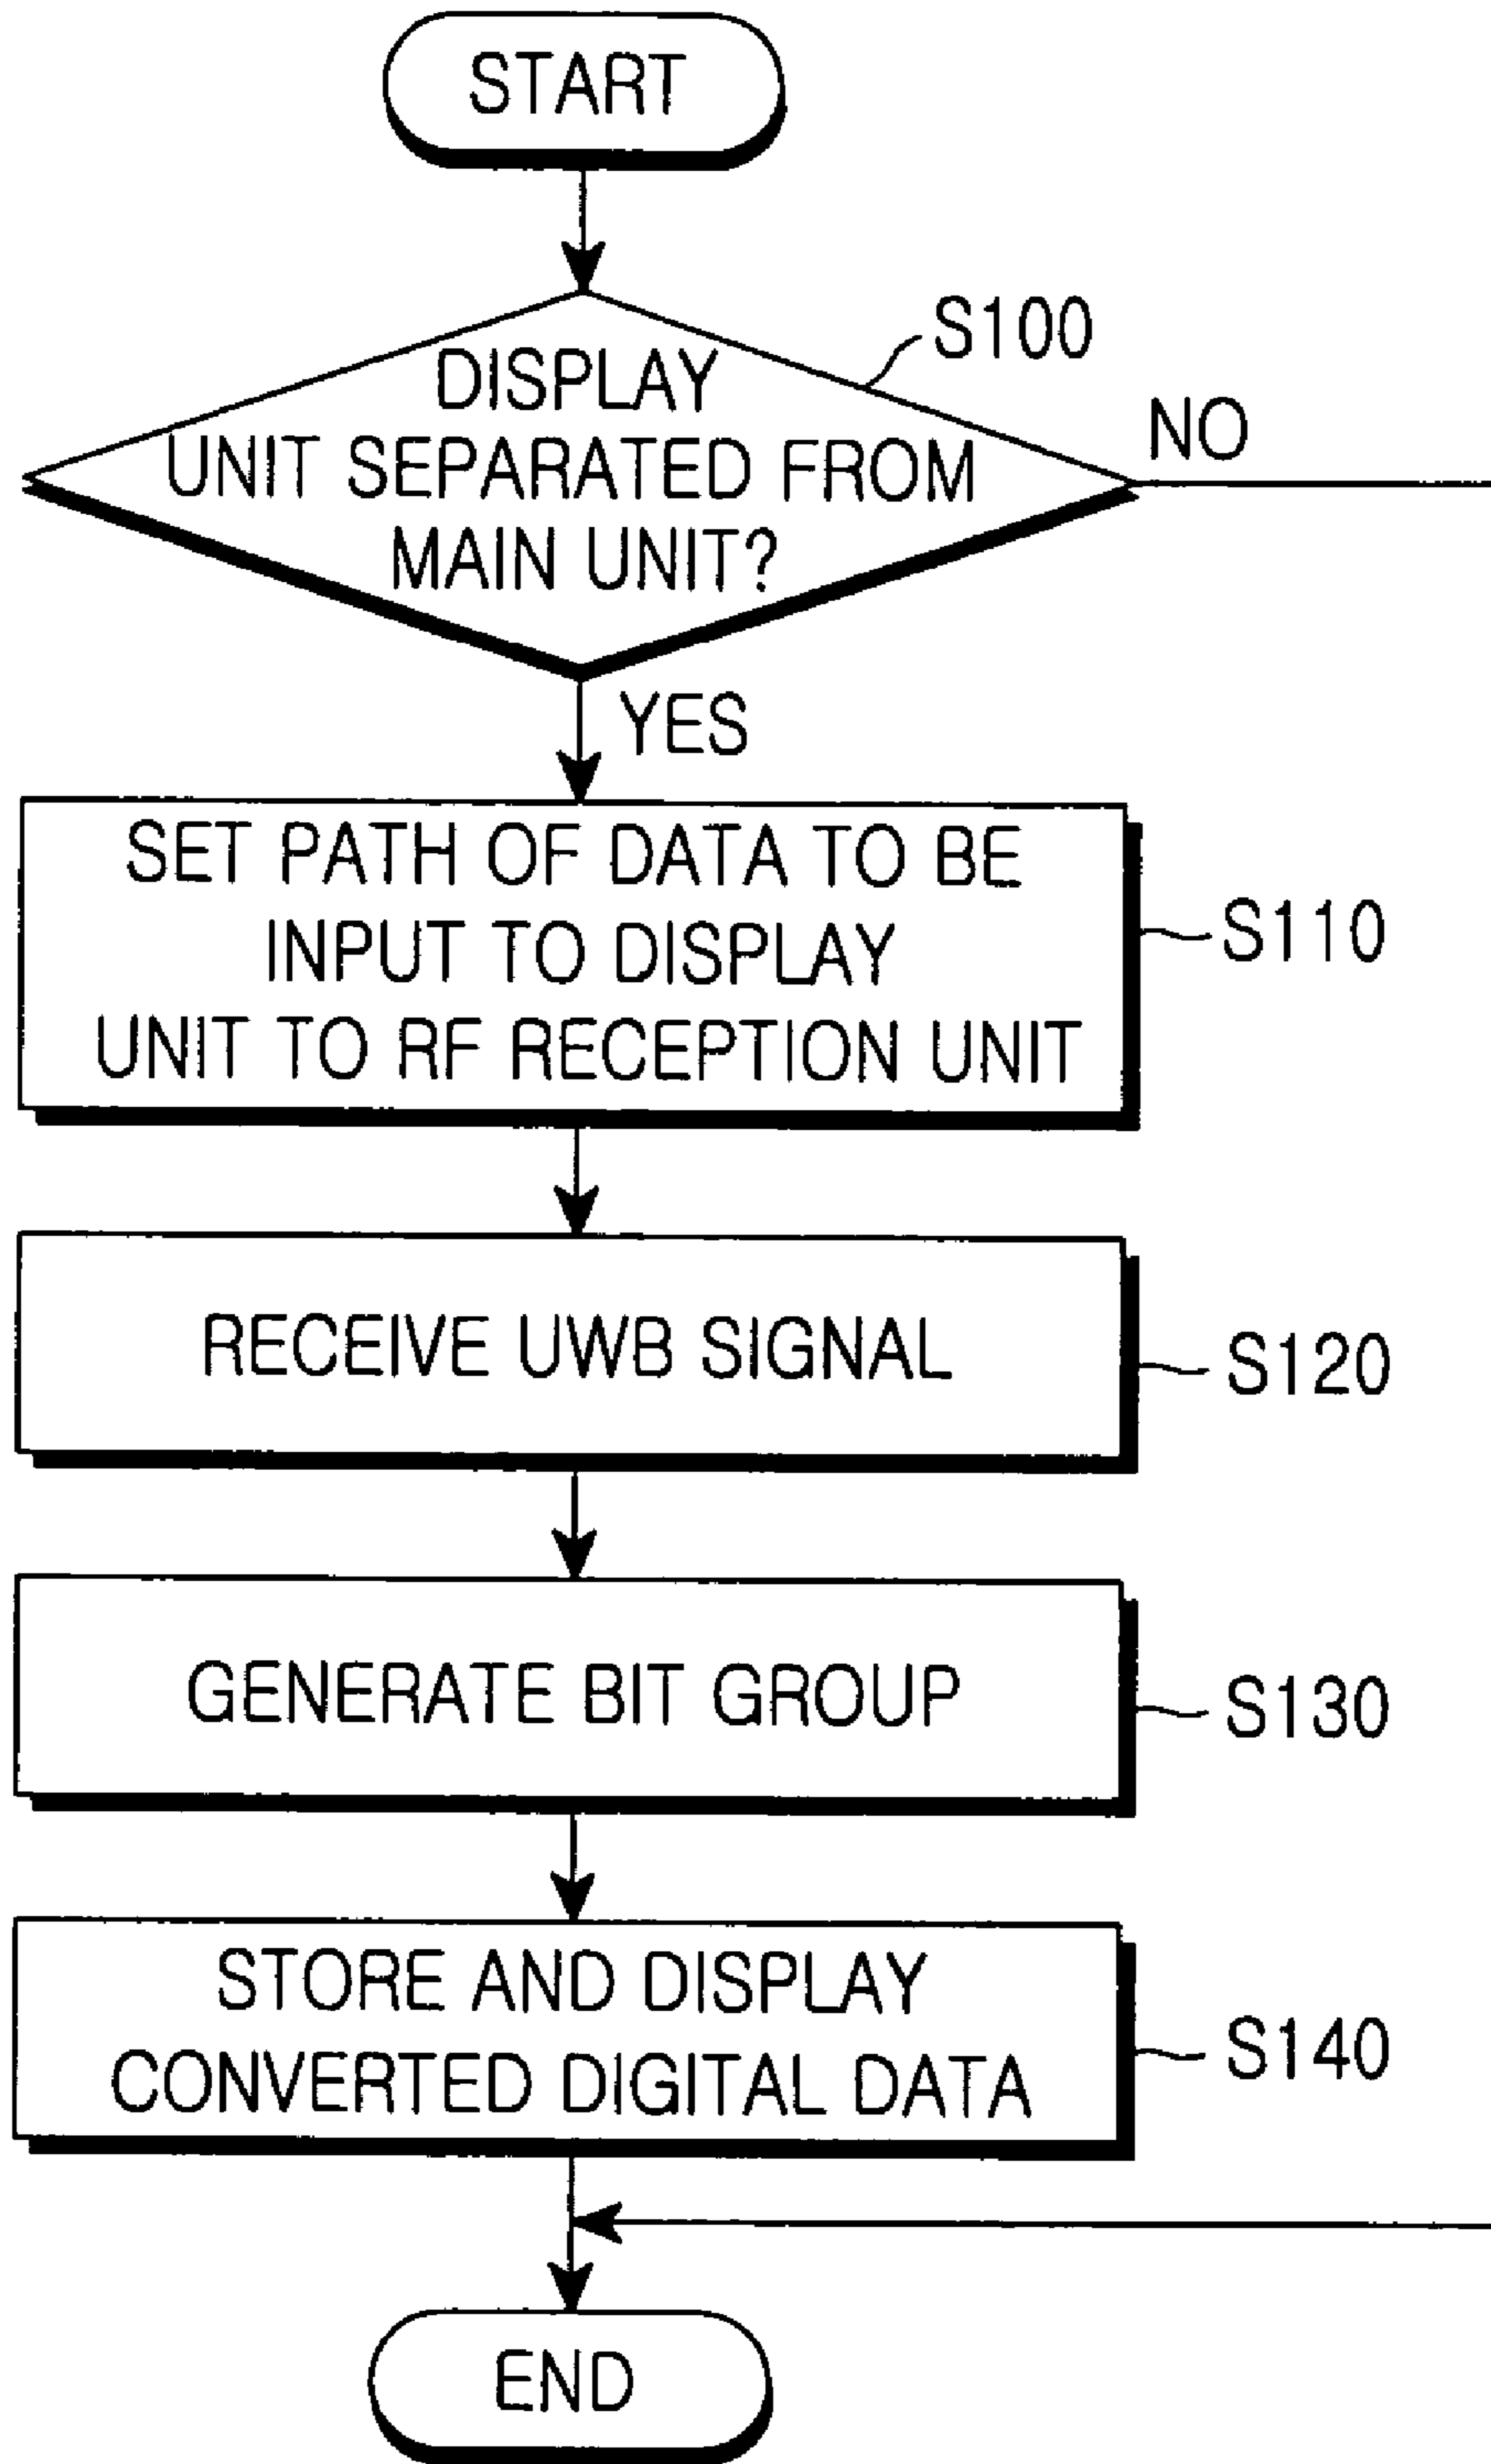 START
S100
DISPLAY
UNIT SEPARATED FROM
MAIN UNIT?
NO
YES
SET PATH OF DATA TO BE
INPUT TO DISPLAY
UNIT TO RF RECEPTION UNIT
S110
RECEIVE UWB SIGNAL
S120
GENERATE BIT GROUP
S130
STORE AND DISPLAY
CONVERTED DIGITAL DATA
S140
END